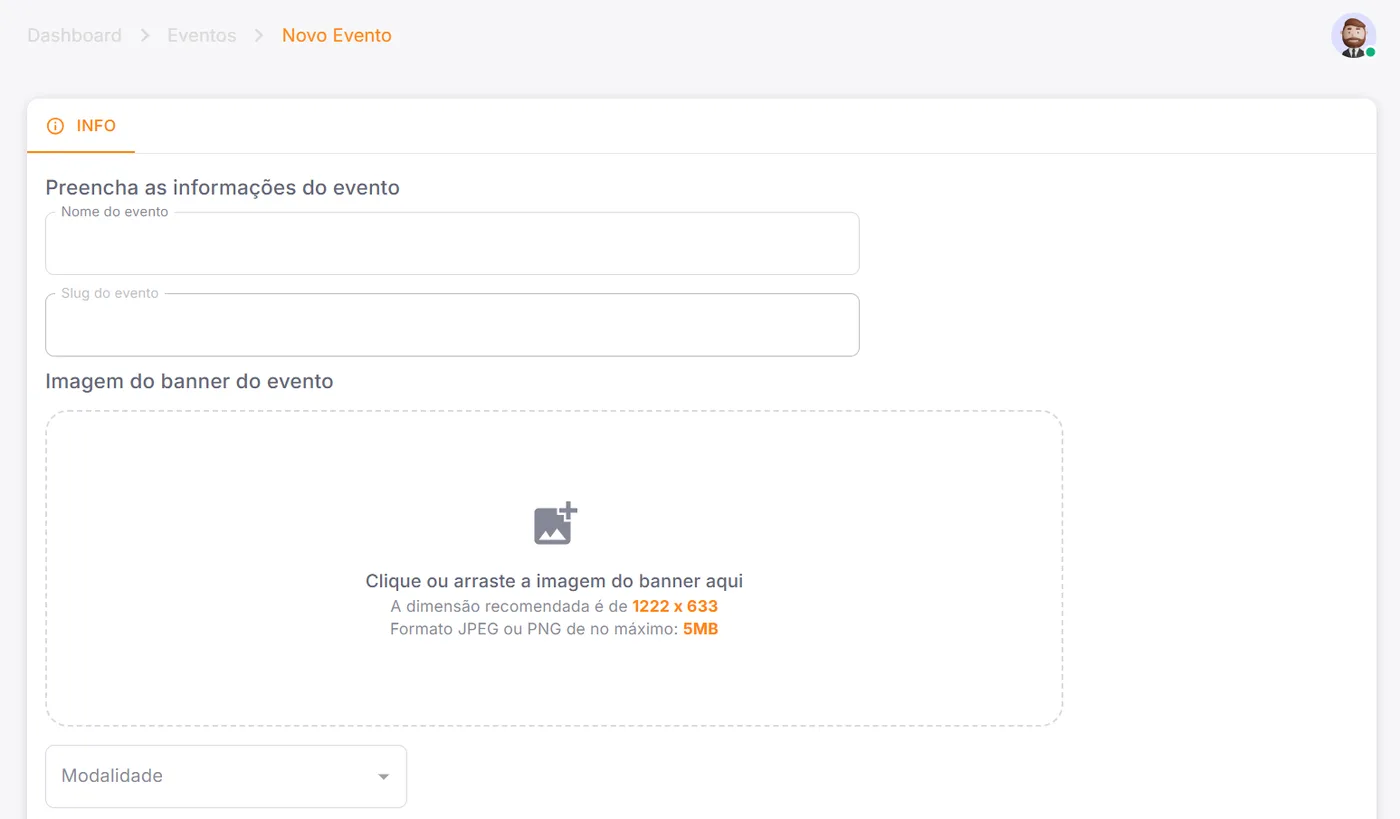 Dashboard > Eventos > Novo Evento
INFO
Preencha as informações do evento
Nome do evento
Slug do evento
Imagem do banner do evento
Clique ou arraste a imagem do banner aqui
A dimensão recomendada é de 1222 x 633
Formato JPEG ou PNG de no máximo: 5MB
Modalidade